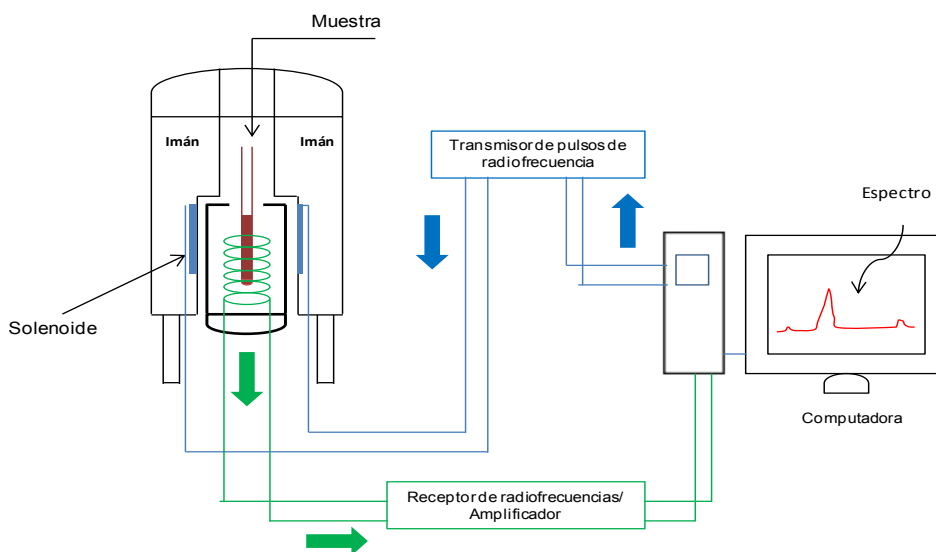 Muestra
Imán
Imán
Transmisor de pulsos de
radiofrecuencia
Espectro
Solenoide
Computadora
Receptor de radiofrecuencias/
Amplificador